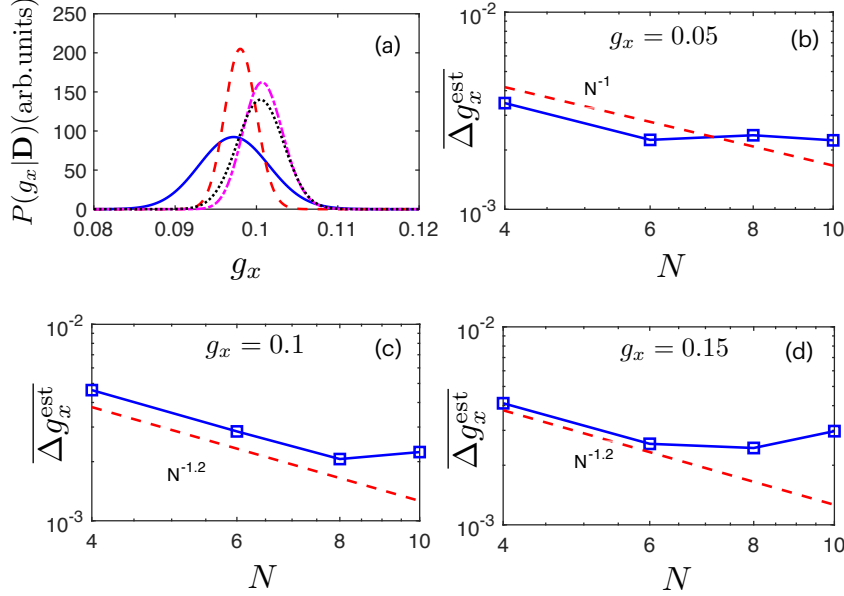 (a)
P(g_x|D)(arb.units)
250
200
150
100
50
0
0.08 0.09 0.1 0.11 0.12
g_x
(b)
g_x = 0.05
N^-1
\overline{Δg_x^est}
10^-2
10^-3
4 6 8 10
N
(c)
g_x = 0.1
N^-1.2
\overline{Δg_x^est}
10^-2
10^-3
4 6 8 10
N
(d)
g_x = 0.15
N^-1.2
\overline{Δg_x^est}
10^-2
10^-3
4 6 8 10
N